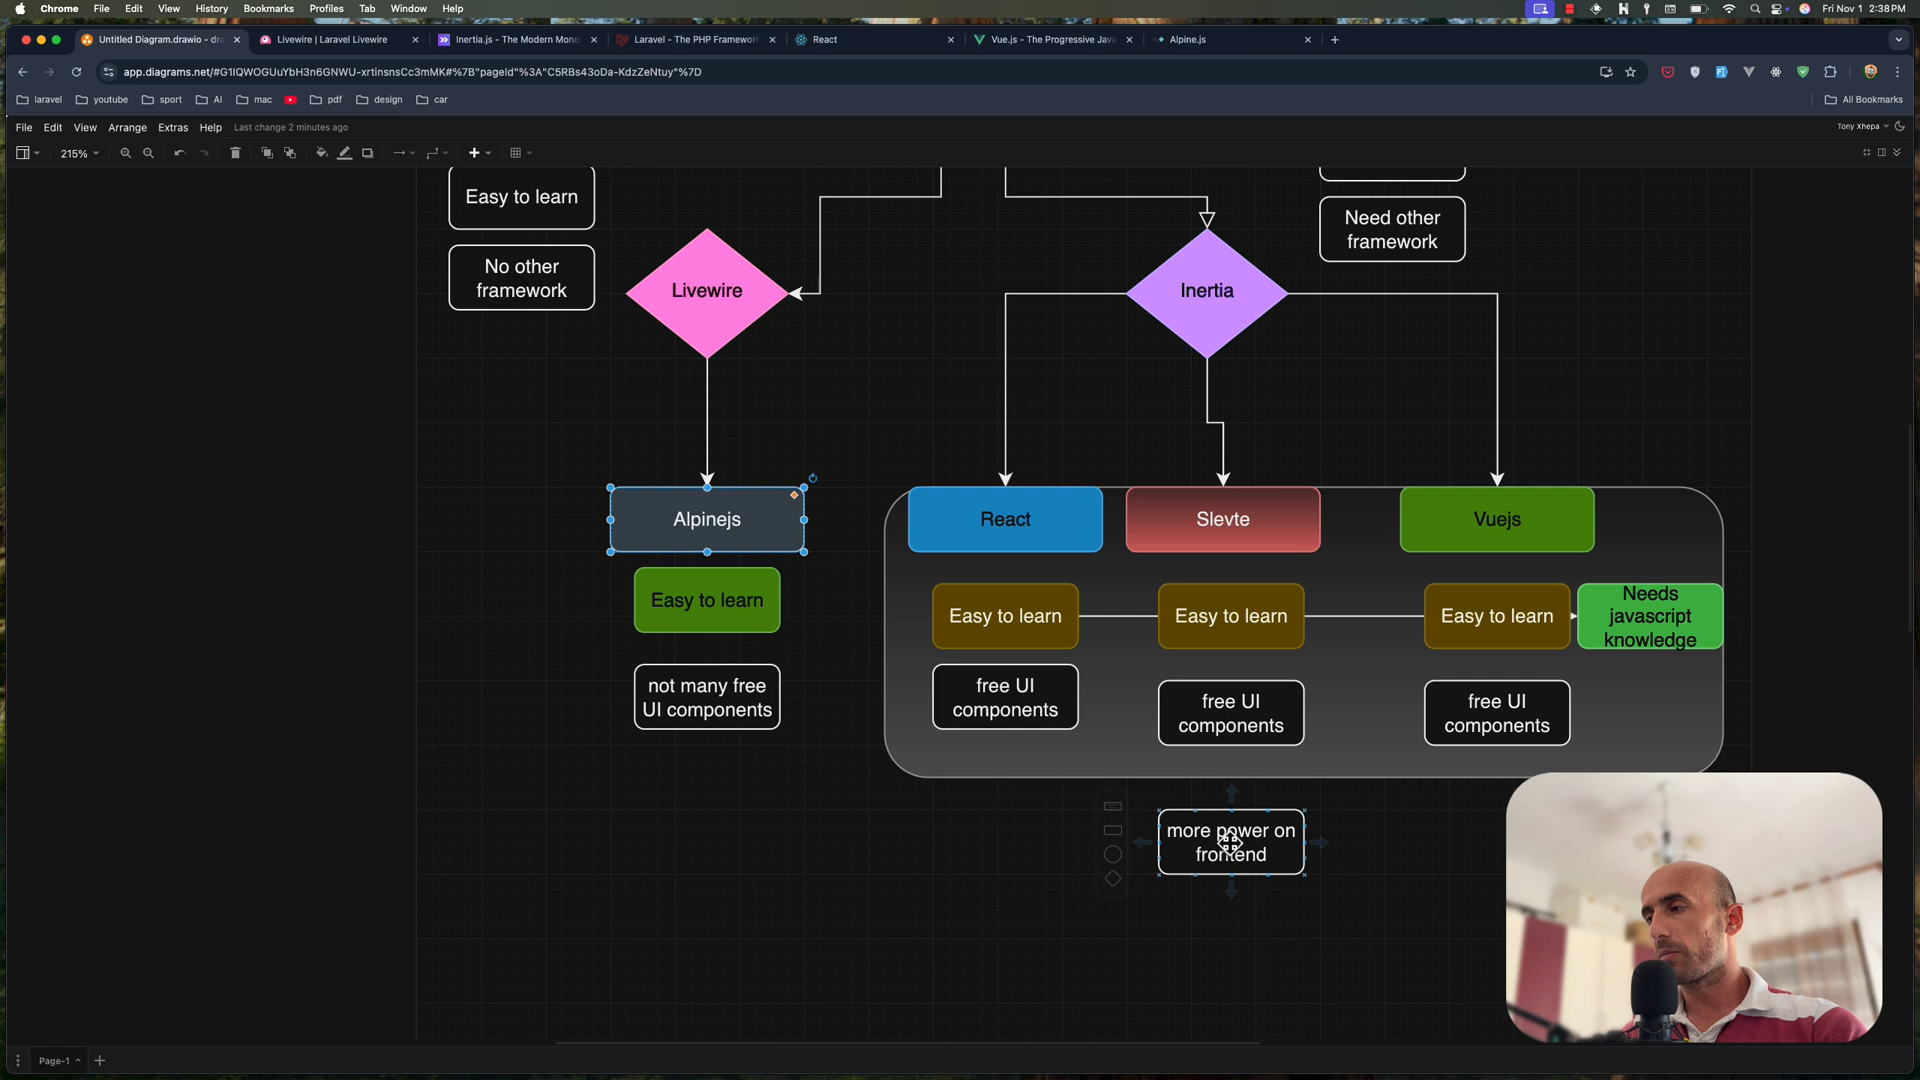 Chrome File Edit View History Bookmarks Profiles Tab Window Help
Fri Nov 1 2:38 PM
Untitled Diagram.drawio - dra
Livewire | Laravel Livewire
Inertia.js - The Modern Mono
Laravel - The PHP Framework
React
Vue.js - The Progressive Java
Alpine.js
app.diagrams.net/#G1IQWOGUuYbH3n6GNWU-xrtinsnsCc3mMK#%7B"pageId"%3A"C5RBs43oDa-KdzZeNtuy"%7D
laravel youtube sport AI mac pdf design car All Bookmarks
File Edit View Arrange Extras Help Last change 2 minutes ago
Tony Xhepa
215%
Easy to learn
No other
framework
Livewire
Inertia
Need other
framework
Alpinejs
Easy to learn
not many free
UI components
React
Slevte
Vuejs
Easy to learn
Easy to learn
Easy to learn
Needs
javascript
knowledge
free UI
components
free UI
components
free UI
components
more power on
frontend
Page-1